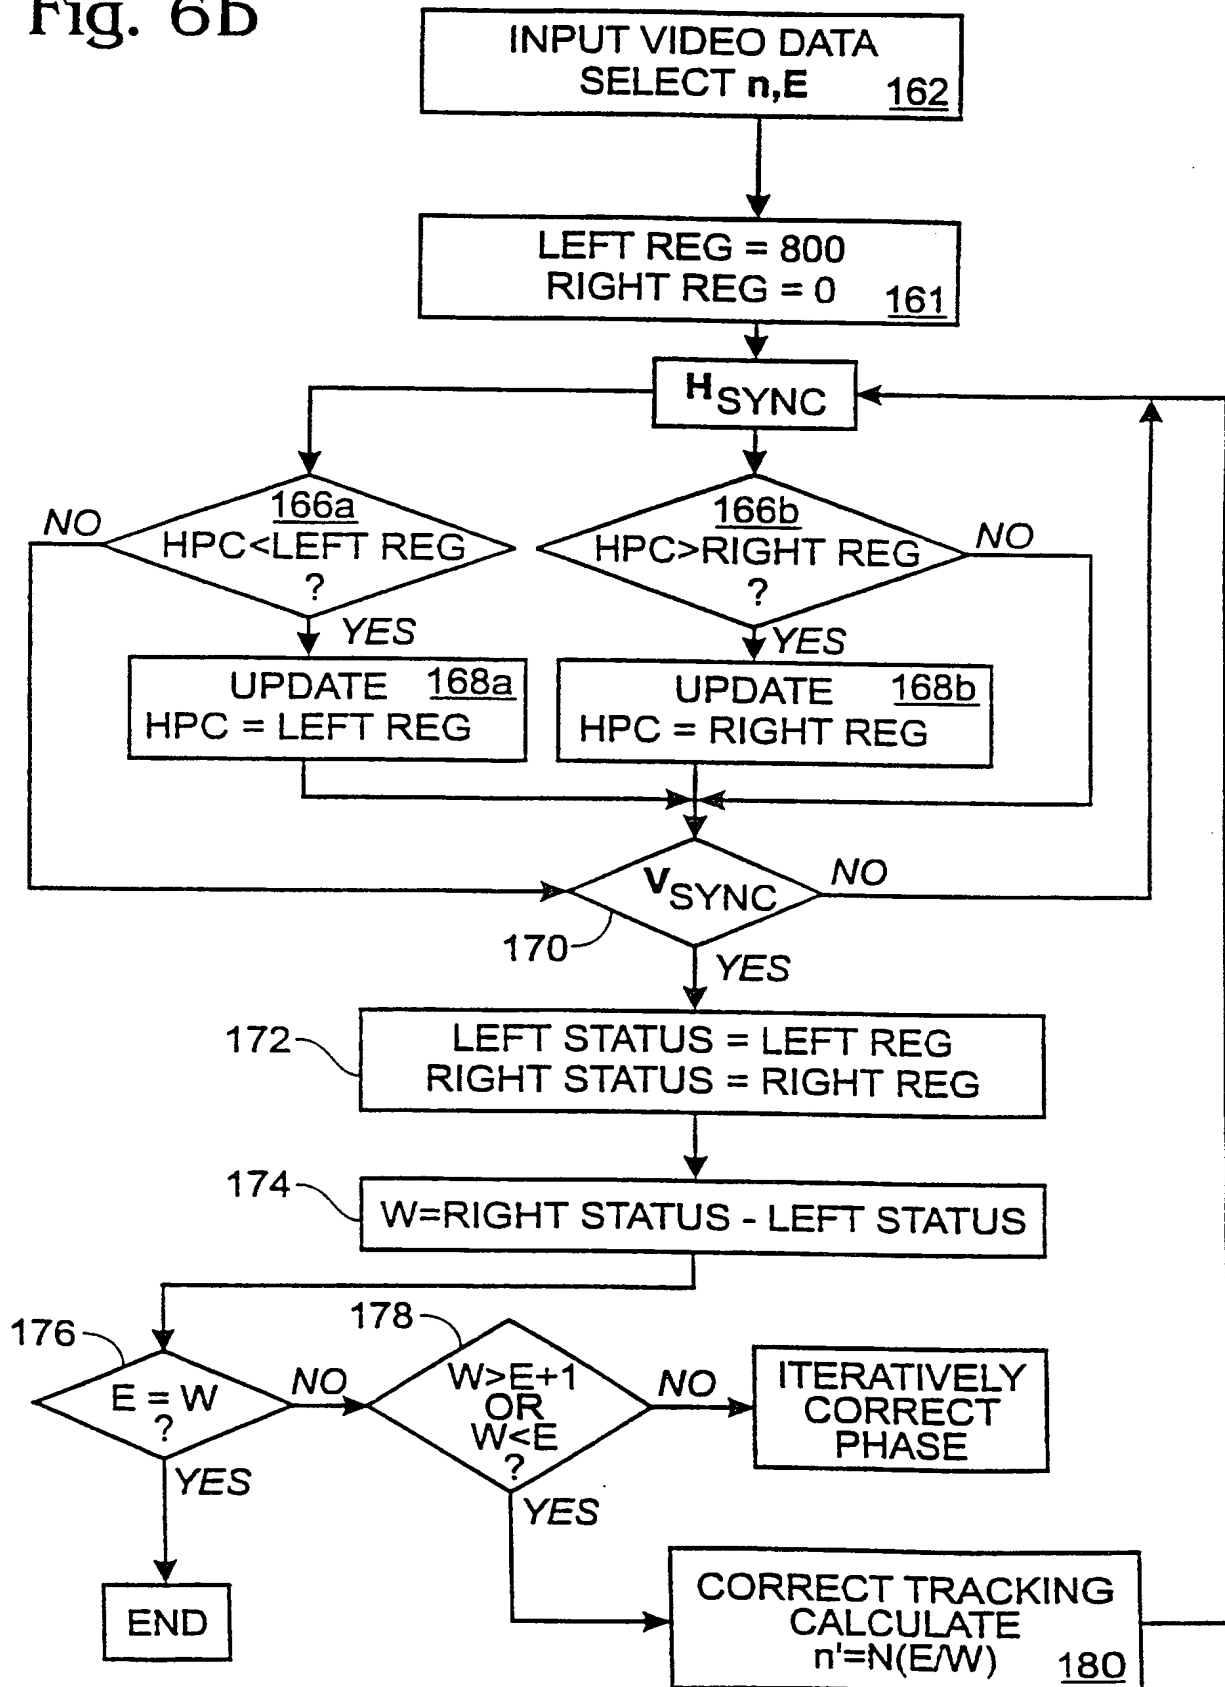 Fig. 6b
INPUT VIDEO DATA
SELECT n,E
162
LEFT REG = 800
RIGHT REG = 0
161
HSYNC
166a
HPC<LEFT REG
?
NO
YES
166b
HPC>RIGHT REG
?
NO
YES
UPDATE 168a
HPC = LEFT REG
UPDATE 168b
HPC = RIGHT REG
VSYNC
NO
170
YES
172
LEFT STATUS = LEFT REG
RIGHT STATUS = RIGHT REG
174
W=RIGHT STATUS - LEFT STATUS
176
E = W
?
NO
YES
178
W>E+1
OR
W<E
?
NO
YES
ITERATIVELY
CORRECT
PHASE
END
CORRECT TRACKING
CALCULATE
n'=N(E/W)
180